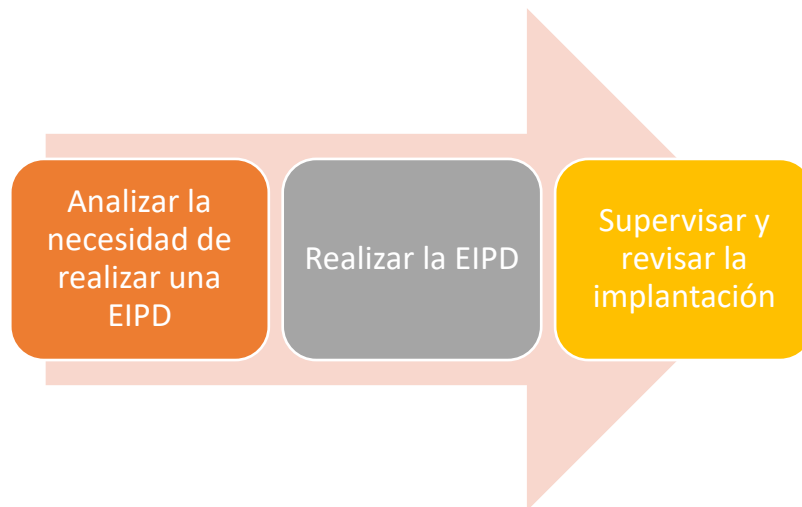 Analizar la
necesidad de
realizar una
EIPD
Realizar la EIPD
Supervisar y
revisar la
implantación